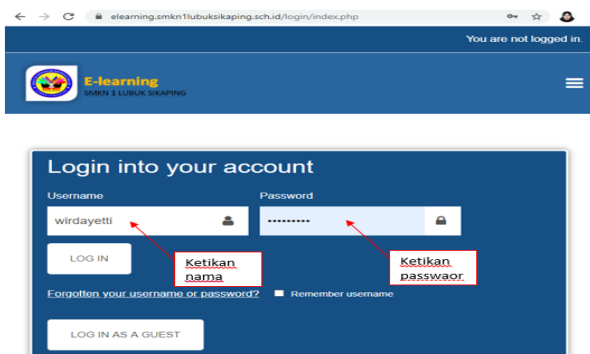 elearning.smkn1lubuksikaping.sch.id/login/index.php
You are not logged in.
E-learning
SMKN 1 LUBUK SIKAPING
Login into your account
Username Password
wirdayetti •••••••••
LOG IN
Ketikan
nama
Ketikan
passwaor
Forgotten your username or password? Remember username
LOG IN AS A GUEST